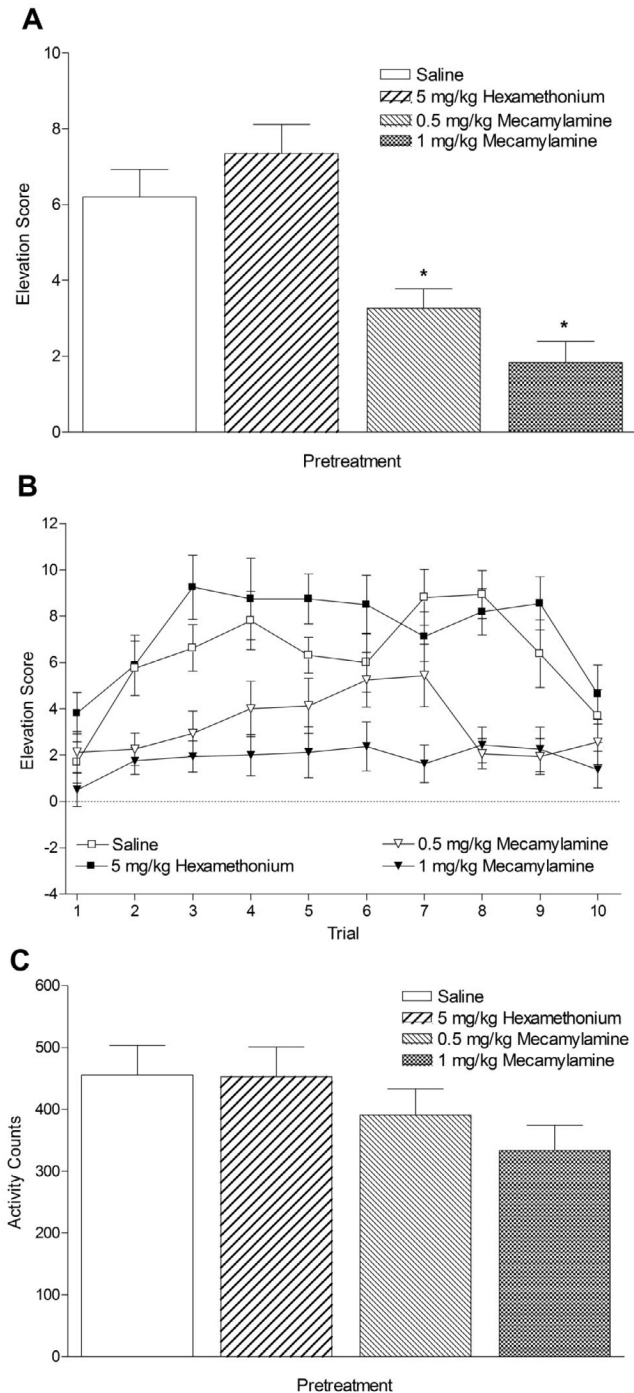 A
10
8
6
4
2
0
Elevation Score
Saline
5 mg/kg Hexamethonium
0.5 mg/kg Mecamylamine
1 mg/kg Mecamylamine
*
*
Pretreatment
B
12
10
8
6
4
2
0
-2
-4
Elevation Score
Saline
5 mg/kg Hexamethonium
0.5 mg/kg Mecamylamine
1 mg/kg Mecamylamine
1 2 3 4 5 6 7 8 9 10
Trial
C
600
500
400
300
200
100
0
Activity Counts
Saline
5 mg/kg Hexamethonium
0.5 mg/kg Mecamylamine
1 mg/kg Mecamylamine
Pretreatment